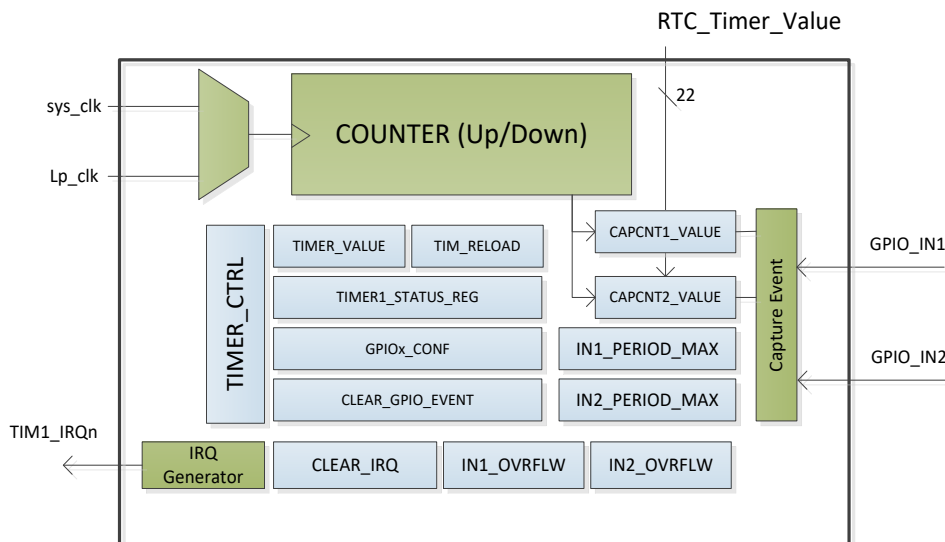 RTC_Timer_Value
22
sys_clk
Lp_clk
COUNTER (Up/Down)
TIMER_CTRL
TIMER_VALUE
TIM_RELOAD
CAPCNT1_VALUE
TIMER1_STATUS_REG
CAPCNT2_VALUE
GPIOx_CONF
IN1_PERIOD_MAX
CLEAR_GPIO_EVENT
IN2_PERIOD_MAX
Capture Event
GPIO_IN1
GPIO_IN2
TIM1_IRQn
IRQ
Generator
CLEAR_IRQ
IN1_OVRFLW
IN2_OVRFLW